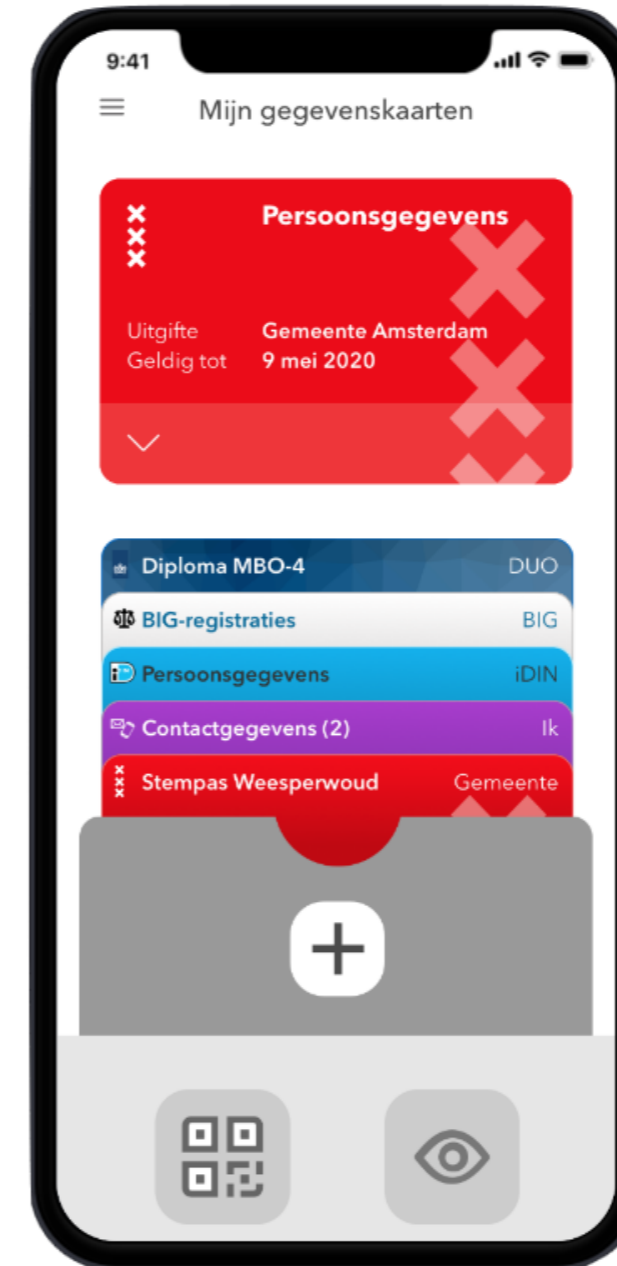 9:41
Mijn gegevenskaarten
Persoonsgegevens
Uitgifte Gemeente Amsterdam
Geldig tot 9 mei 2020
Diploma MBO-4 DUO
BIG-registraties BIG
iD Persoonsgegevens iDIN
Contactgegevens (2) Ik
Stempas Weesperwoud Gemeente